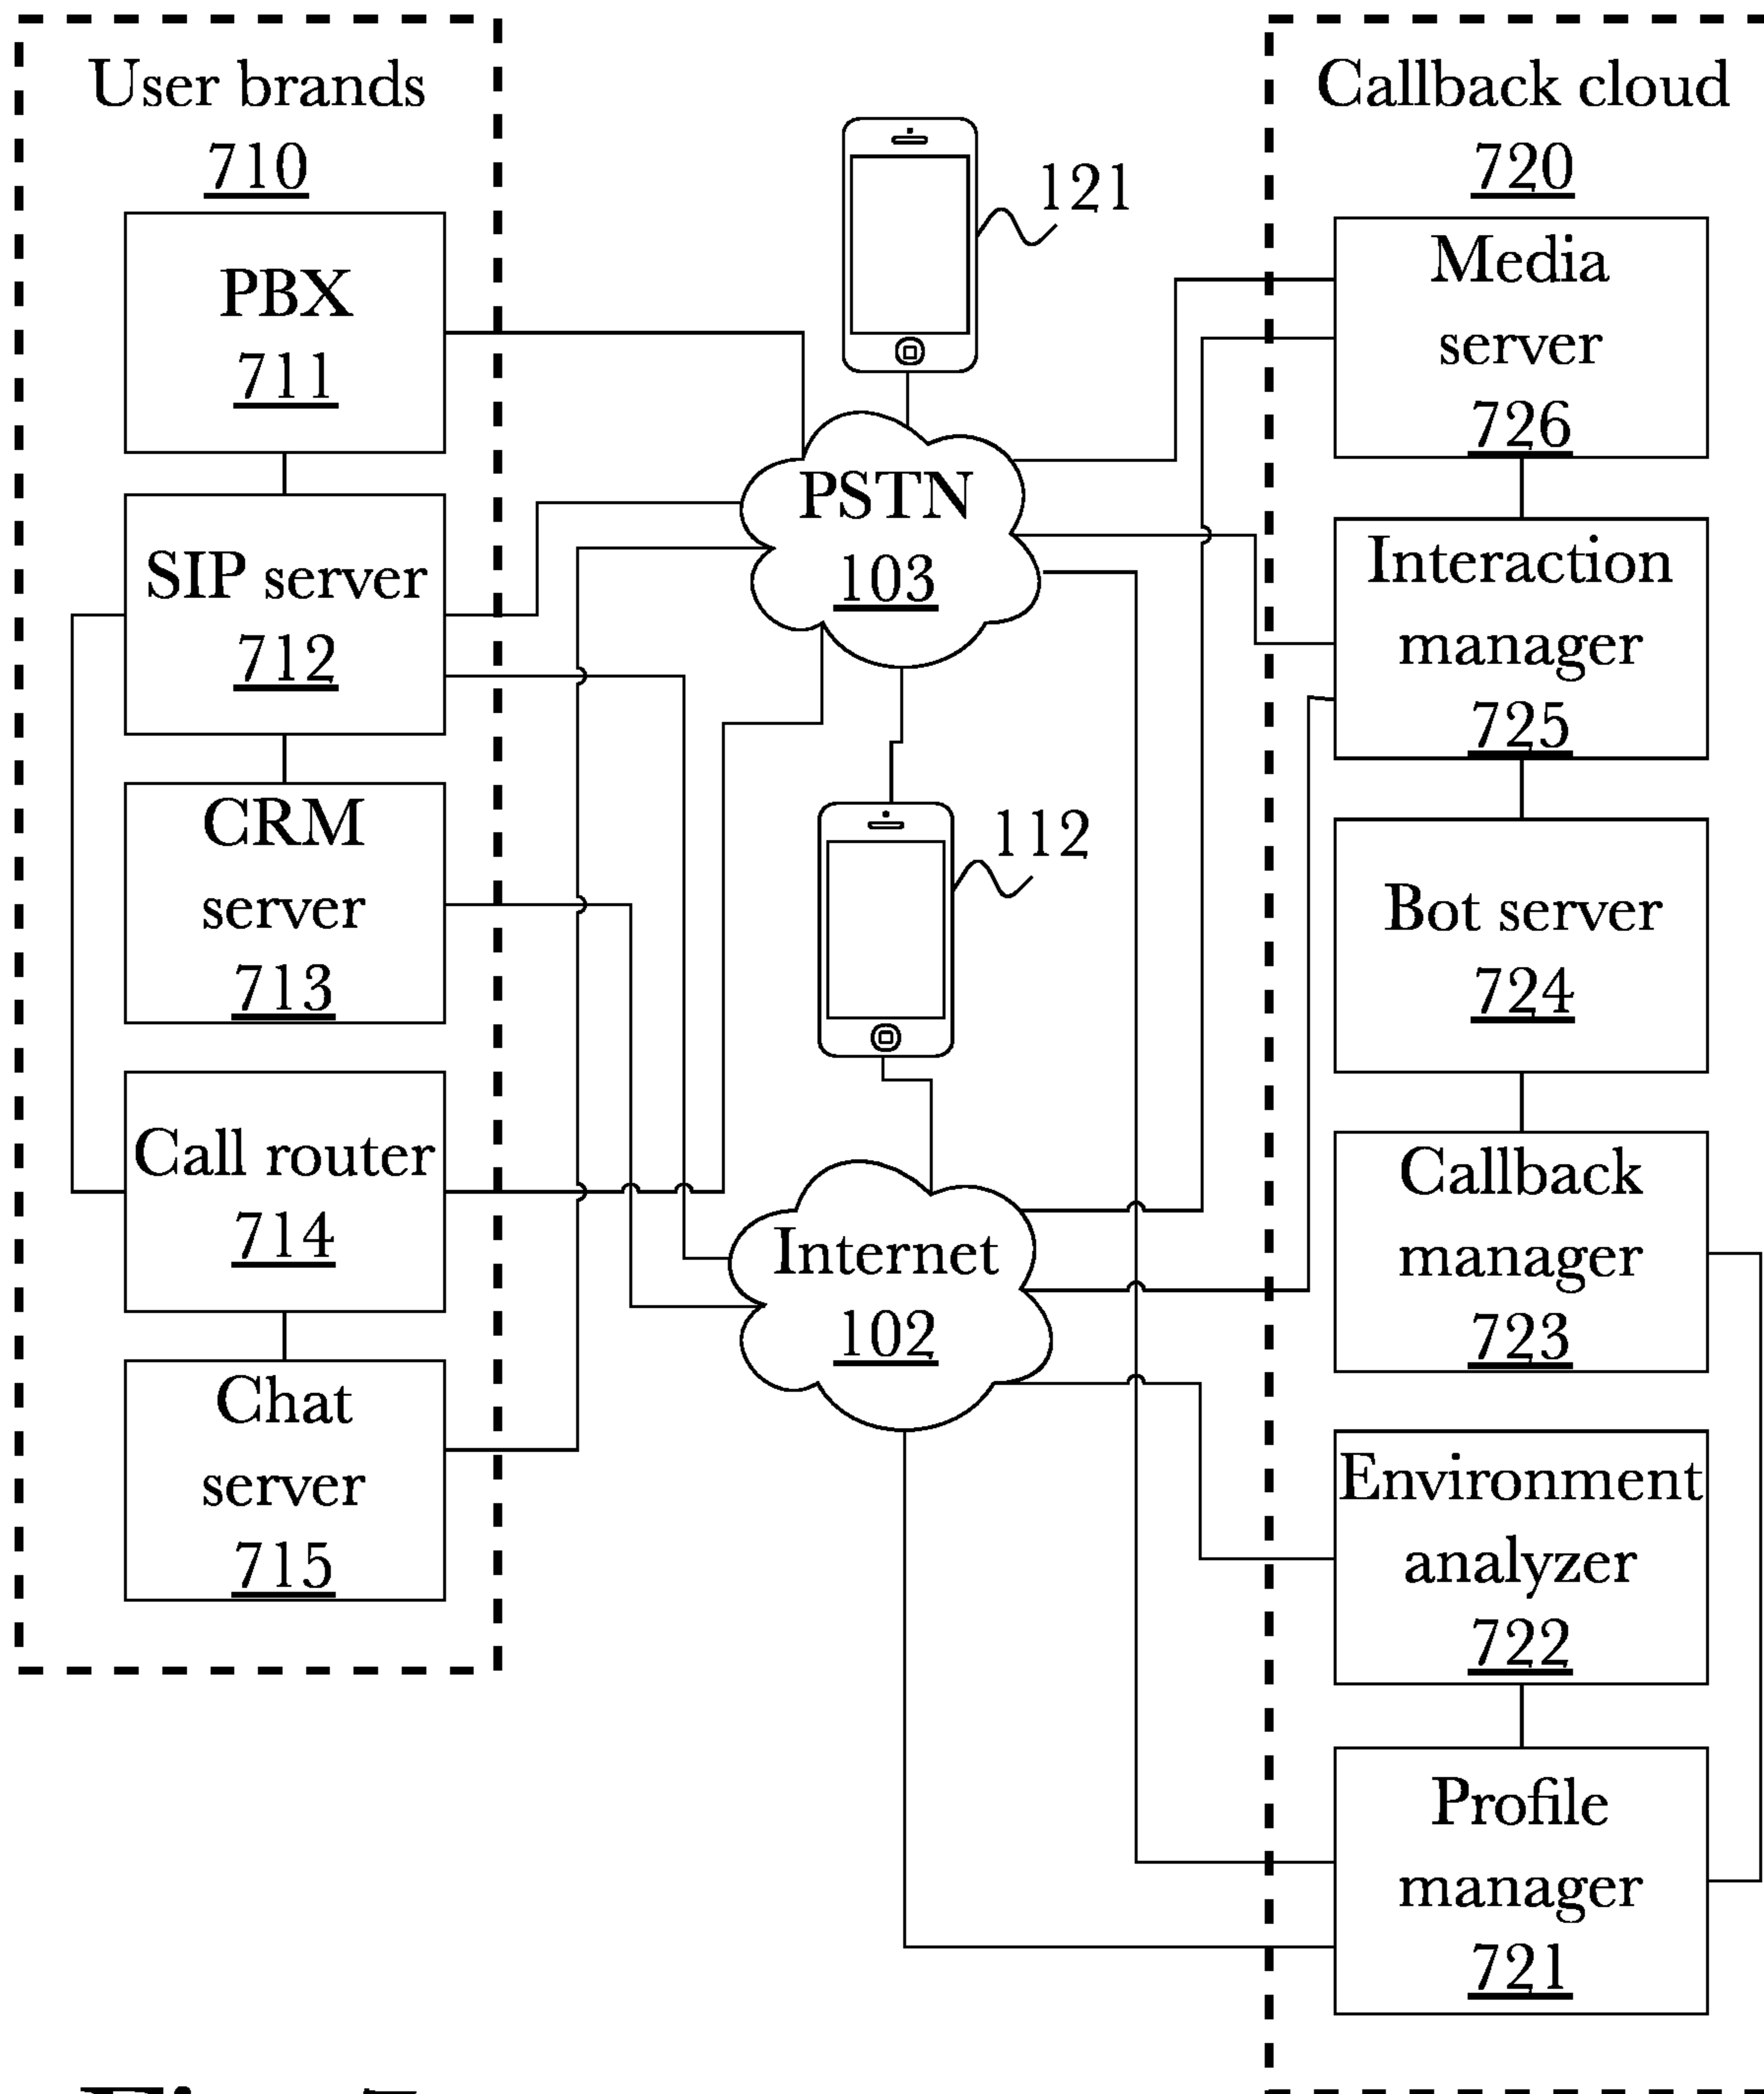 User brands
710
PBX
711
SIP server
712
CRM
server
713
Call router
714
Chat
server
715
121
PSTN
103
112
Internet
102
Callback cloud
720
Media
server
726
Interaction
manager
725
Bot server
724
Callback
manager
723
Environment
analyzer
722
Profile
manager
721